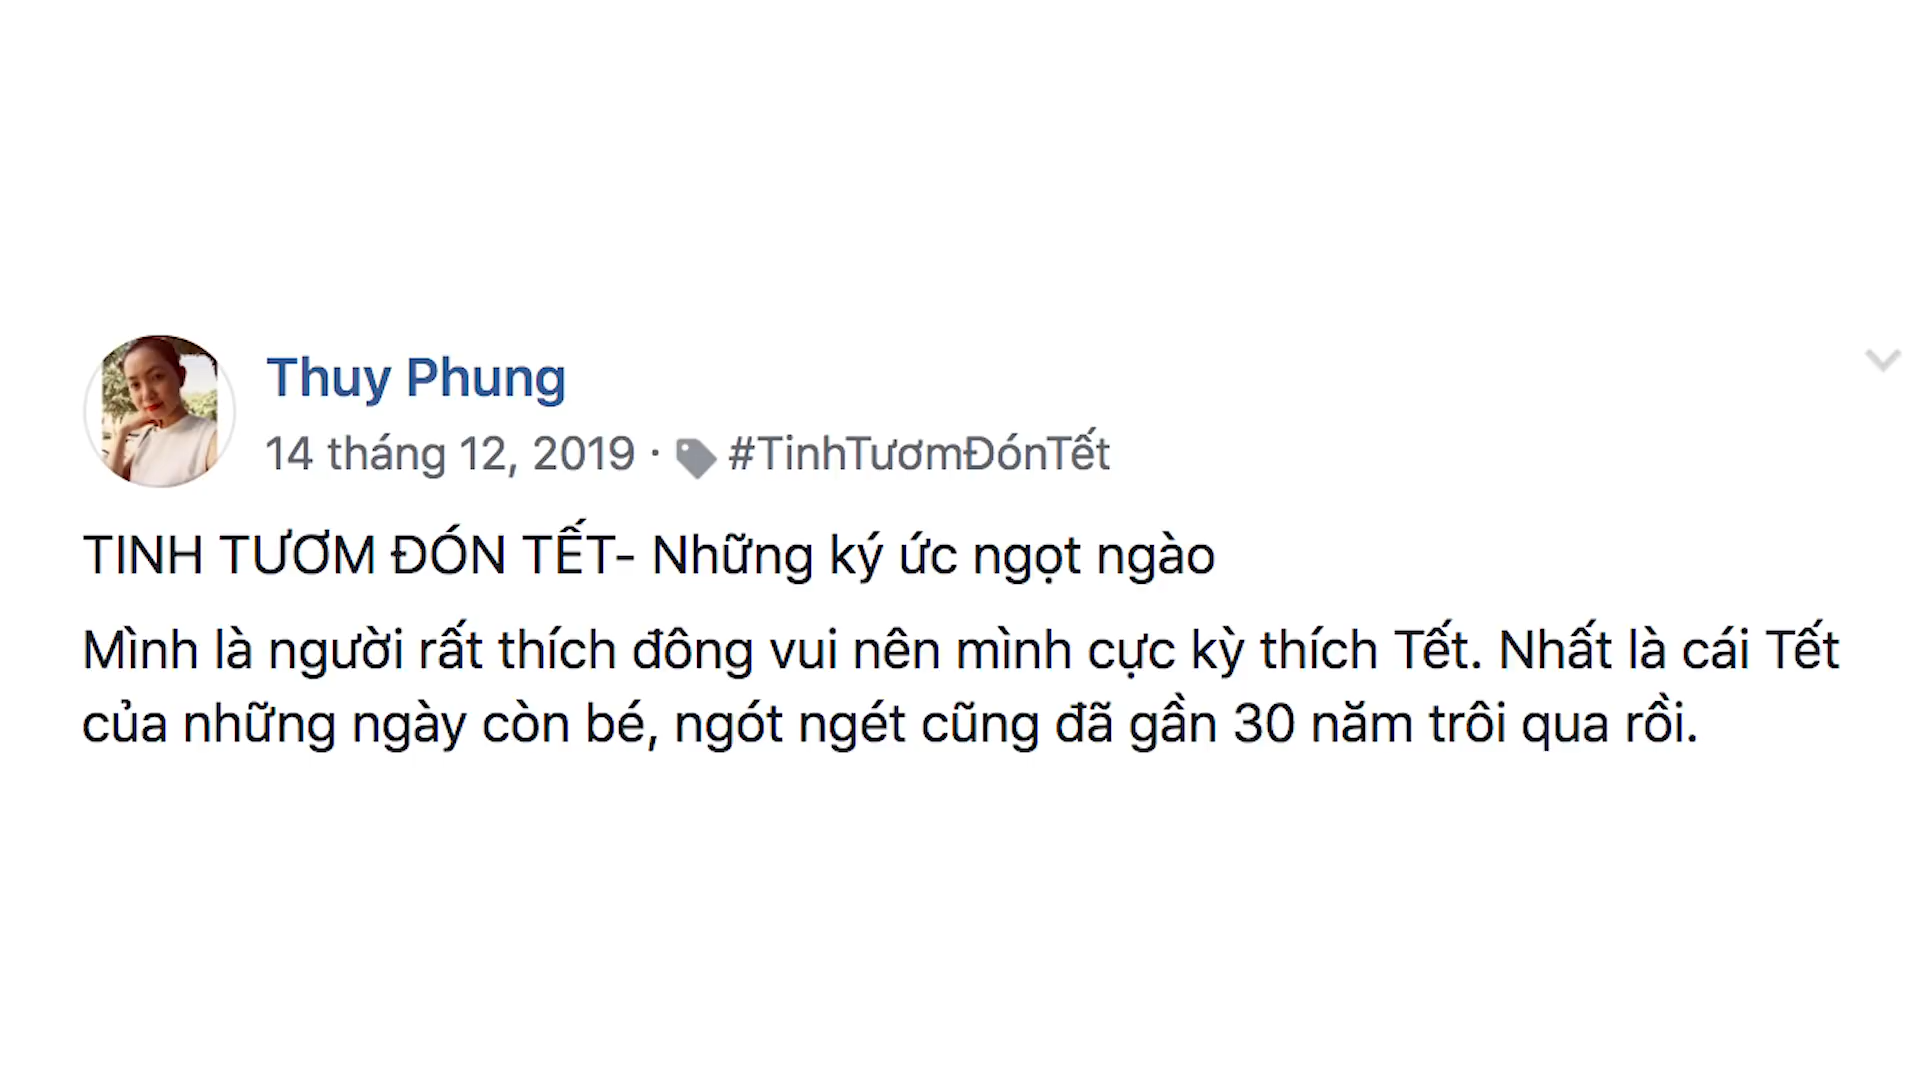 Thuy Phung
14 tháng 12, 2019 · #TinhTươmĐónTết
TINH TƯƠM ĐÓN TẾT- Những ký ức ngọt ngào
Mình là người rất thích đông vui nên mình cực kỳ thích Tết. Nhất là cái Tết
của những ngày còn bé, ngót ngét cũng đã gần 30 năm trôi qua rồi.